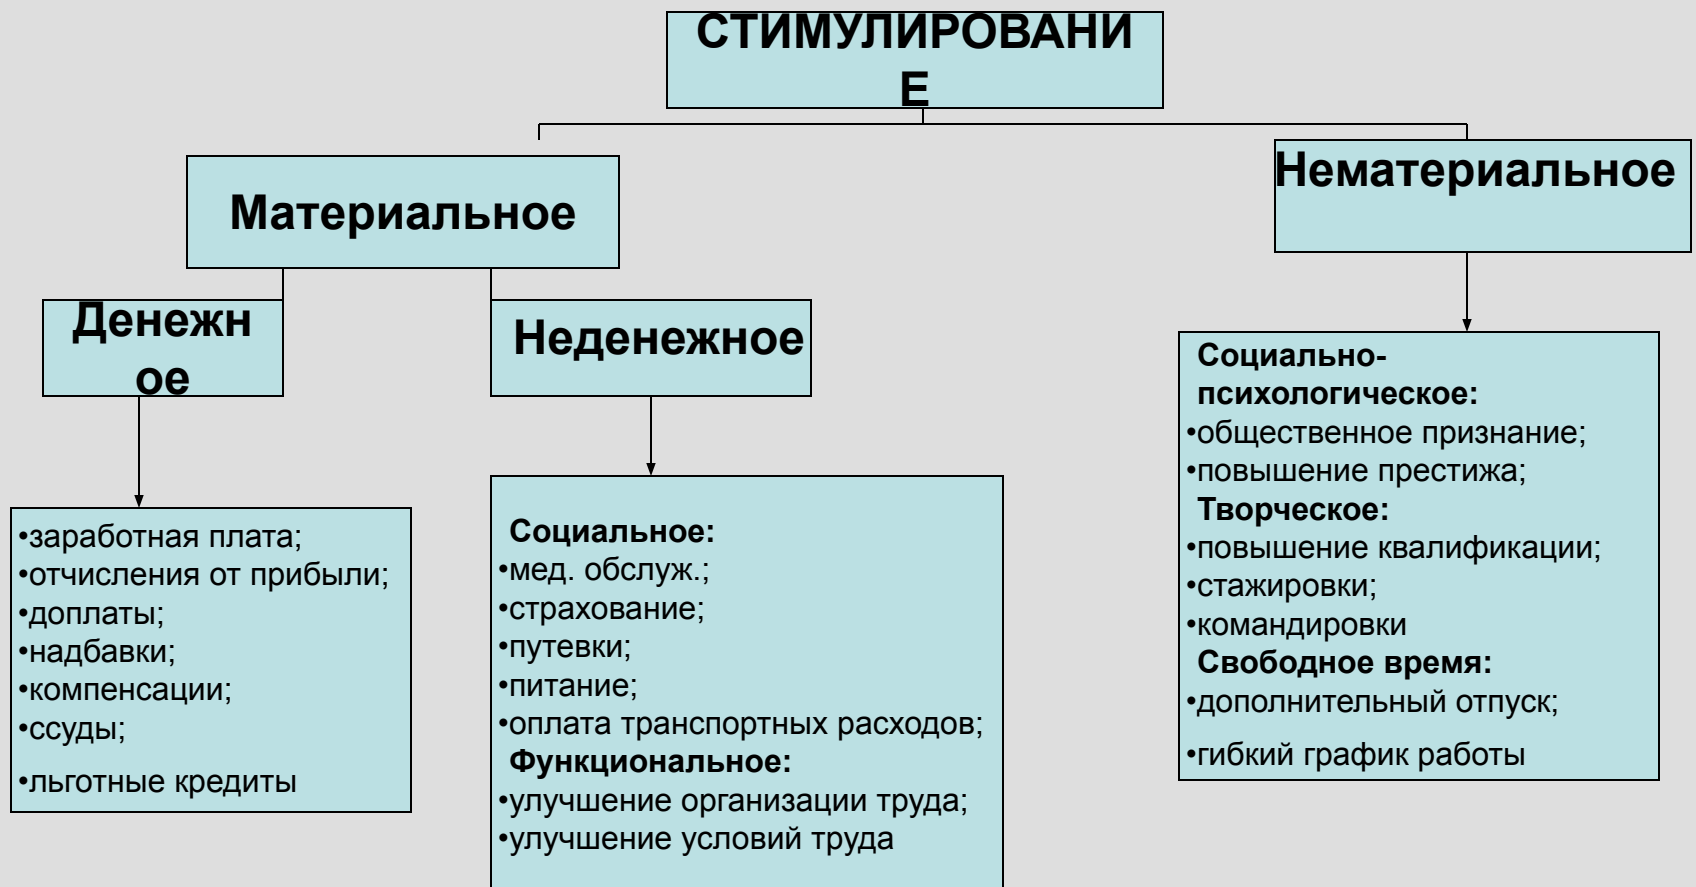 СТИМУЛИРОВАНИ
Е
Материальное
Нематериальное
Денежн
ое
Неденежное
•заработная плата;
•отчисления от прибыли;
•доплаты;
•надбавки;
•компенсации;
•ссуды;
•льготные кредиты
Социальное:
•мед. обслуж.;
•страхование;
•путевки;
•питание;
•оплата транспортных расходов;
Функциональное:
•улучшение организации труда;
•улучшение условий труда
Социально-
психологическое:
•общественное признание;
•повышение престижа;
Творческое:
•повышение квалификации;
•стажировки;
•командировки
Свободное время:
•дополнительный отпуск;
•гибкий график работы